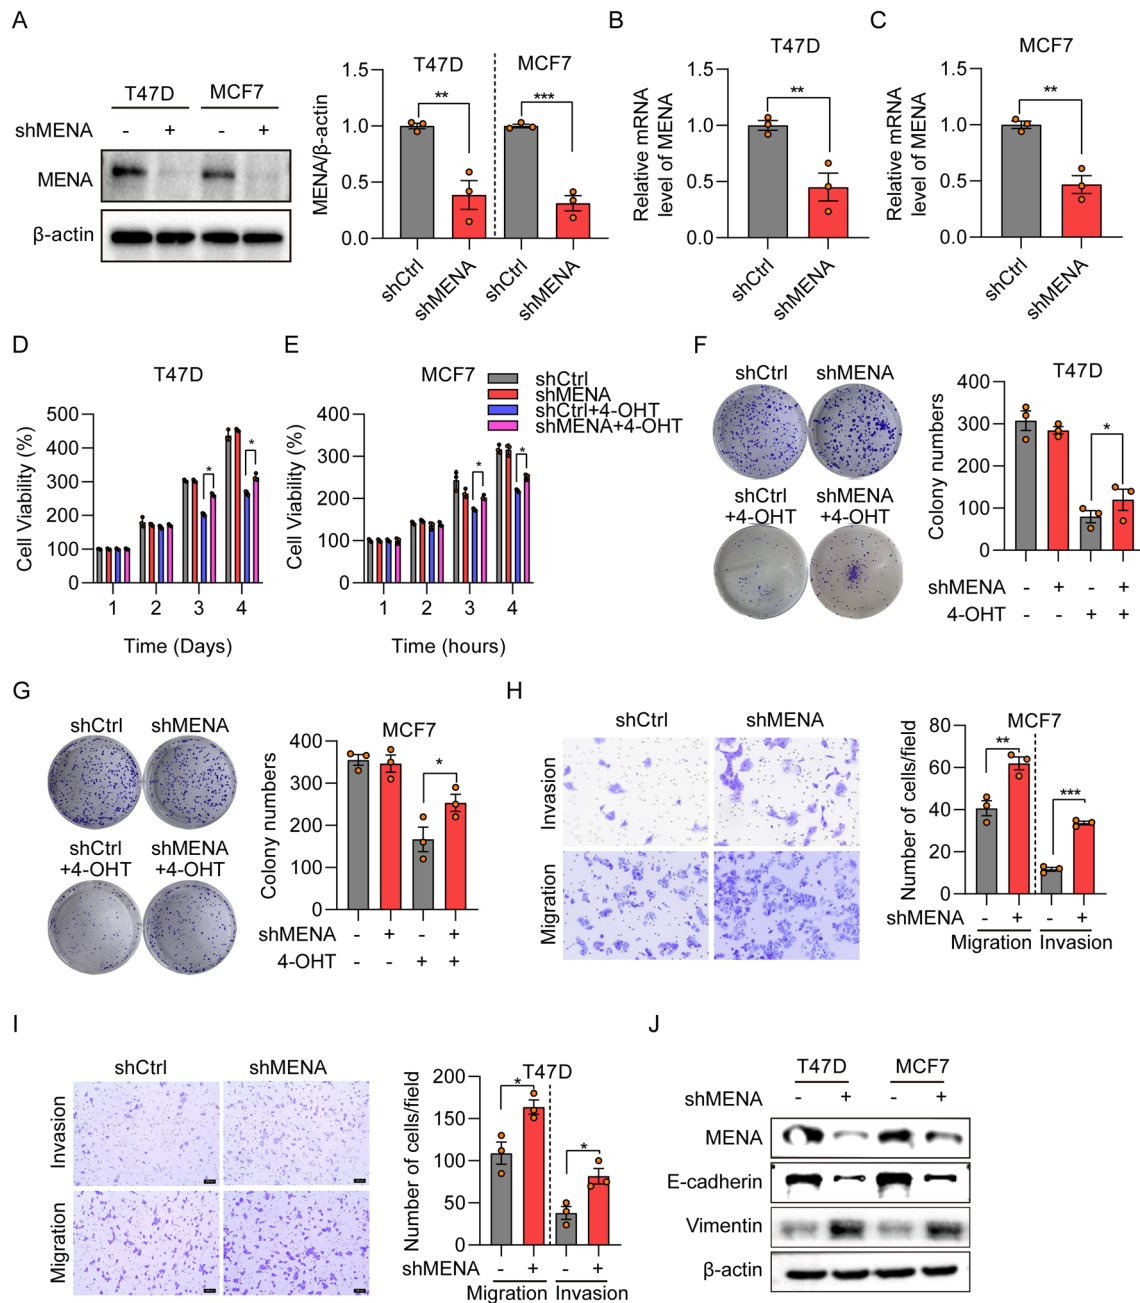 A
T47D MCF7
shMENA - + - +
MENA
β-actin
MENA/β-actin
1.5
1.0
0.5
0.0
T47D MCF7
** ***
shCtrl shMENA shCtrl shMENA
B
T47D
Relative mRNA
level of MENA
1.5
1.0
0.5
0.0
**
shCtrl shMENA
C
MCF7
Relative mRNA
level of MENA
1.5
1.0
0.5
0.0
**
shCtrl shMENA
D
T47D
Cell Viability (%)
500
400
300
200
100
0
* *
1 2 3 4
Time (Days)
E
MCF7
Cell Viability (%)
400
300
200
100
0
* *
1 2 3 4
Time (hours)
shCtrl
shMENA
shCtrl+4-OHT
shMENA+4-OHT
F
shCtrl shMENA
shCtrl shMENA
+4-OHT +4-OHT
T47D
Colony numbers
400
300
200
100
0
*
shMENA - + - +
4-OHT - - + +
G
shCtrl shMENA
shCtrl shMENA
+4-OHT +4-OHT
MCF7
Colony numbers
400
300
200
100
0
*
shMENA - + - +
4-OHT - - + +
H
shCtrl shMENA
Invasion
Migration
MCF7
Number of cells/field
80
60
40
20
0
** ***
shMENA - + - +
Migration Invasion
I
shCtrl shMENA
Invasion
Migration
T47D
Number of cells/field
200
150
100
50
0
* *
shMENA - + - +
Migration Invasion
J
T47D MCF7
shMENA - + - +
MENA
E-cadherin
Vimentin
β-actin